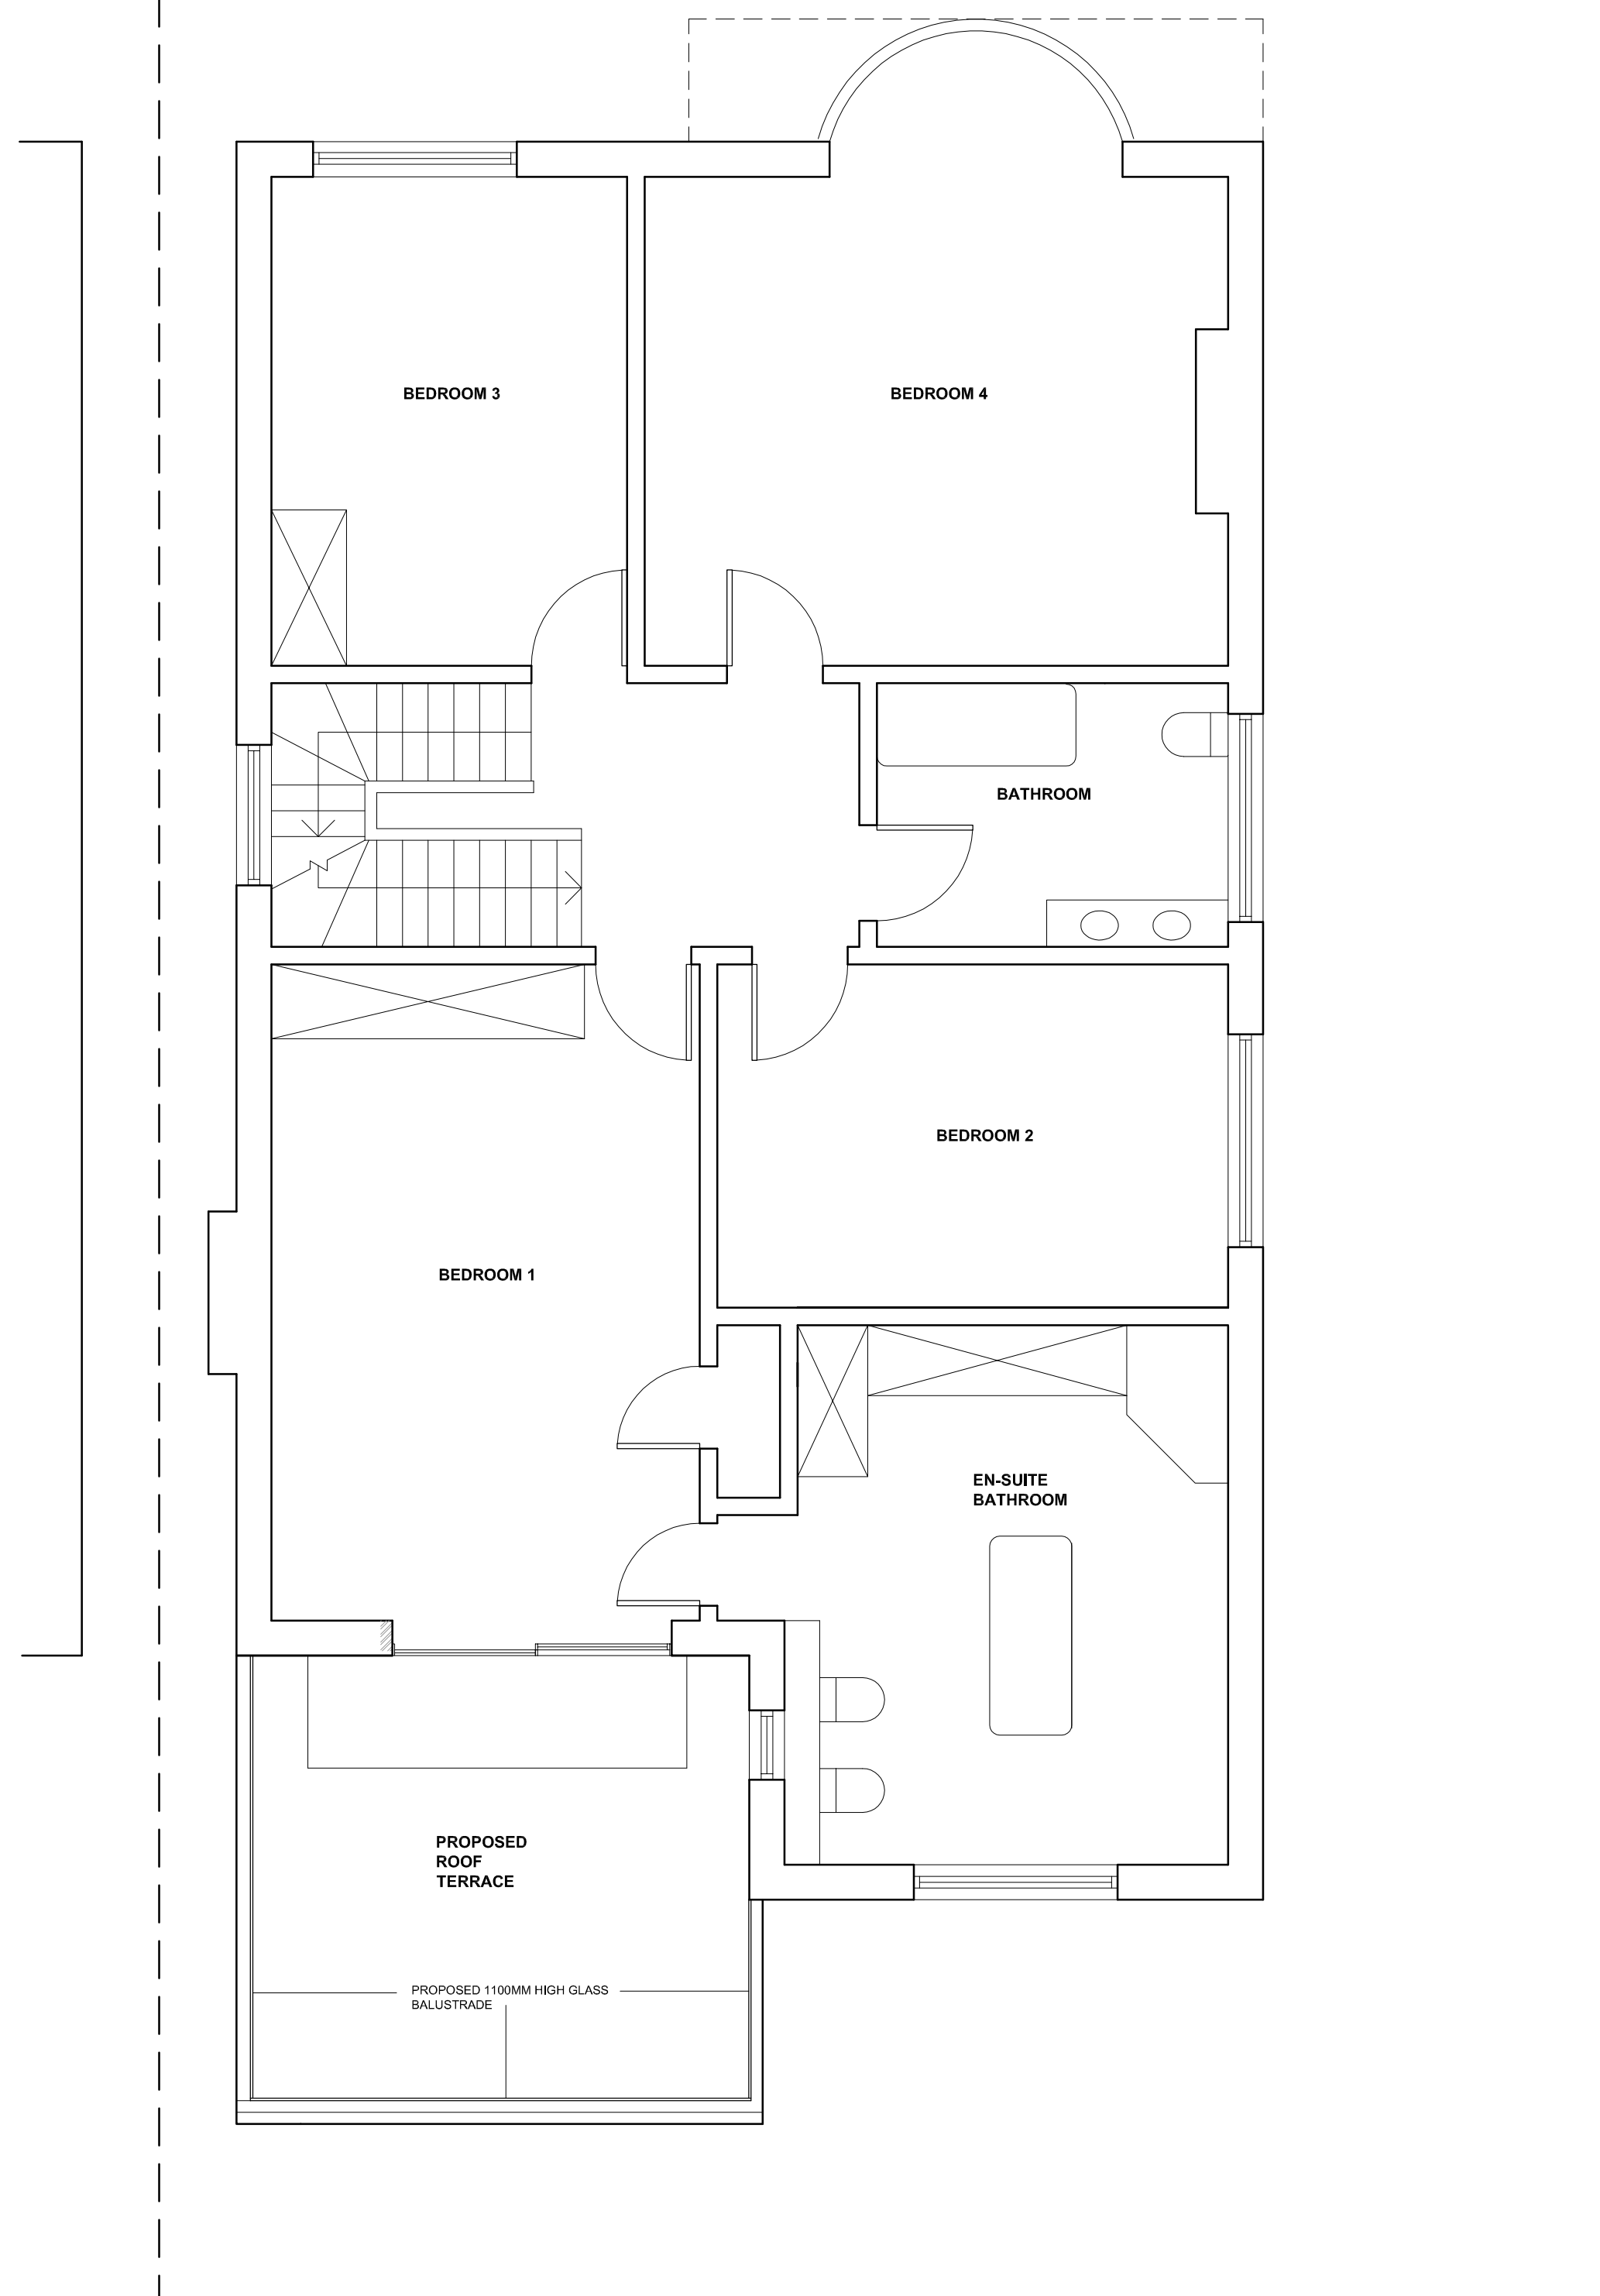 BEDROOM 3
BEDROOM 4
BATHROOM
BEDROOM 2
BEDROOM 1
EN-SUITE
BATHROOM
PROPOSED
ROOF
TERRACE
PROPOSED 1100MM HIGH GLASS
BALUSTRADE